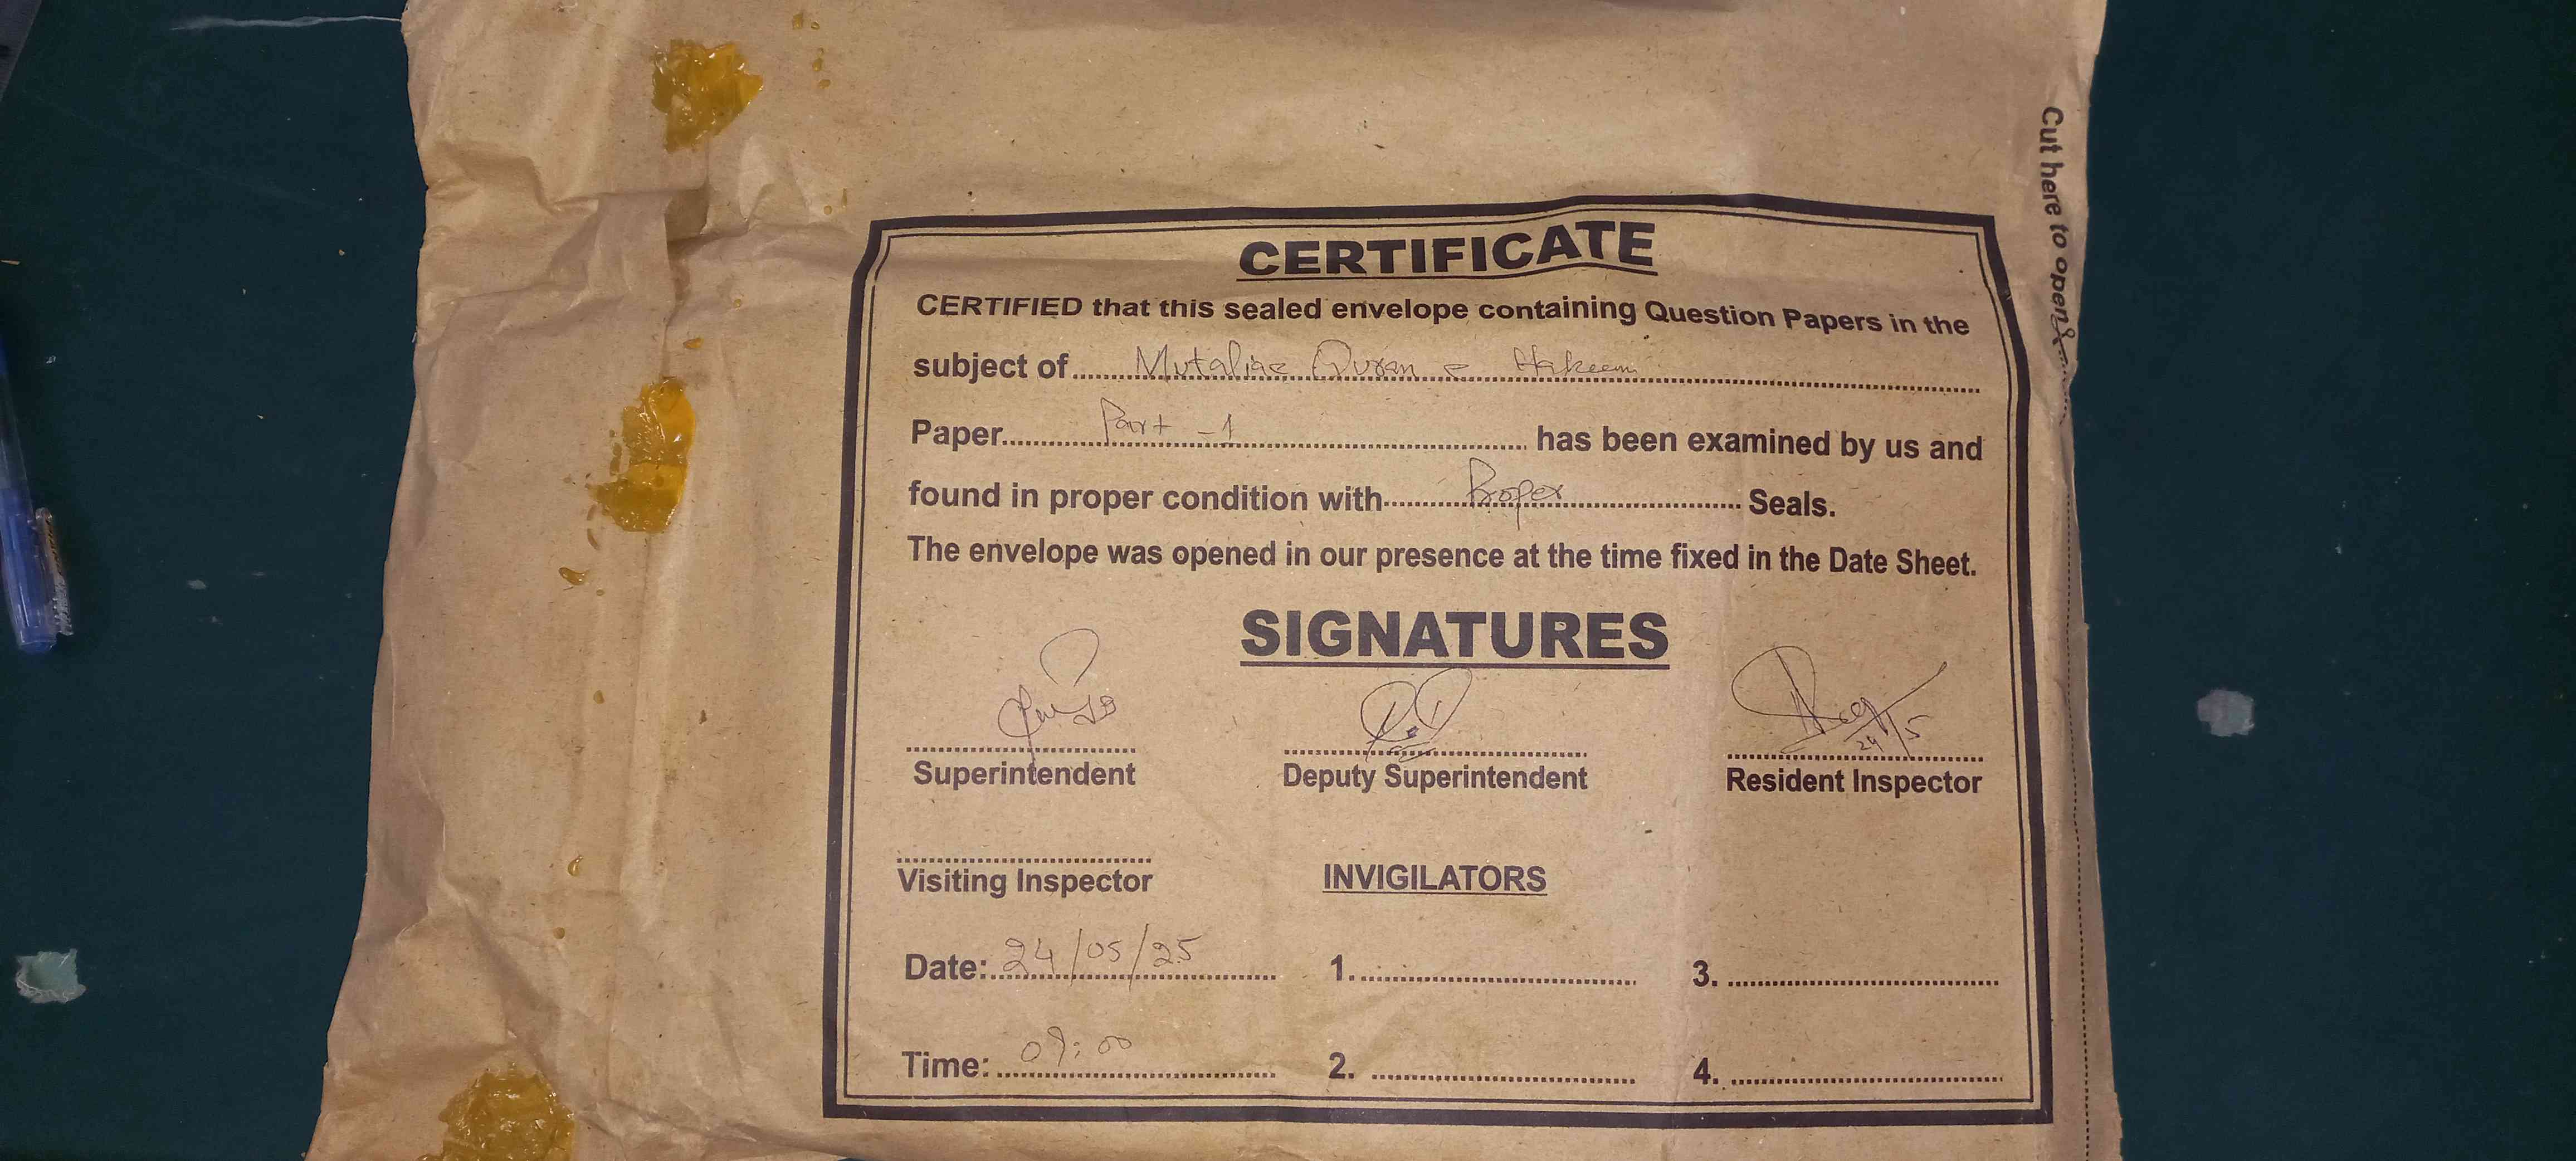 CERTIFICATE
CERTIFIED that this sealed envelope containing Question Papers in the
subject of Mutaliae Quran e Hakeem
Paper Part -1 has been examined by us and
found in proper condition with Proper Seals.
The envelope was opened in our presence at the time fixed in the Date Sheet.
SIGNATURES
24/5
Superintendent Deputy Superintendent Resident Inspector
Visiting Inspector INVIGILATORS
Date: 24/05/25 1. 3.
Time: 09:00 2. 4.
Cut here to open